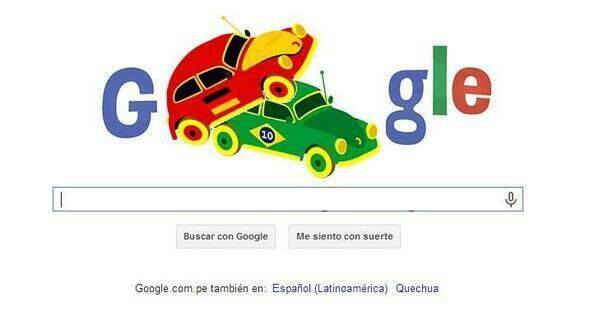 G gle
10
Buscar con Google Me siento con suerte
Google.com.pe también en: Español (Latinoamérica) Quechua